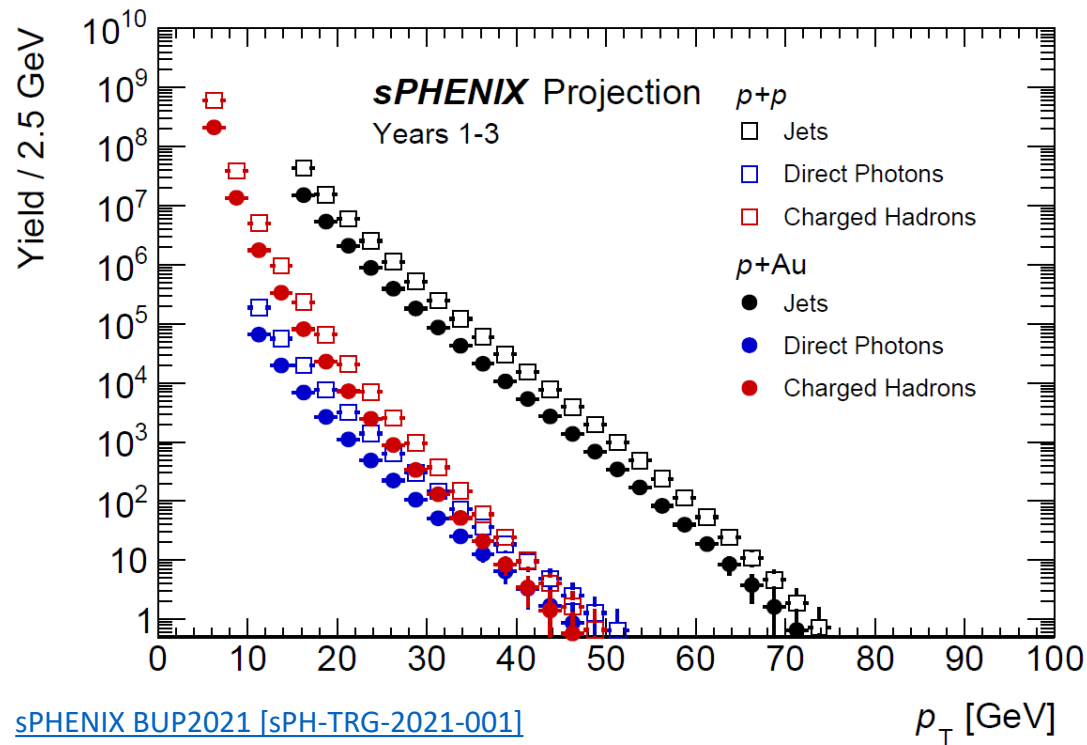 Yield / 2.5 GeV
10^10
10^9
10^8
10^7
10^6
10^5
10^4
10^3
10^2
10
1
sPHENIX Projection
Years 1-3
p+p
Jets
Direct Photons
Charged Hadrons
p+Au
Jets
Direct Photons
Charged Hadrons
0 10 20 30 40 50 60 70 80 90 100
p_T [GeV]
sPHENIX BUP2021 [sPH-TRG-2021-001]